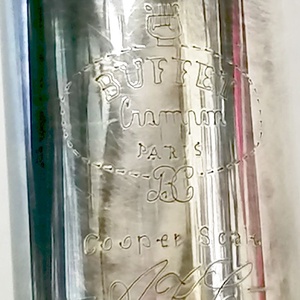 BUFFET
Crampon
PARIS
BC
Cooper Scale